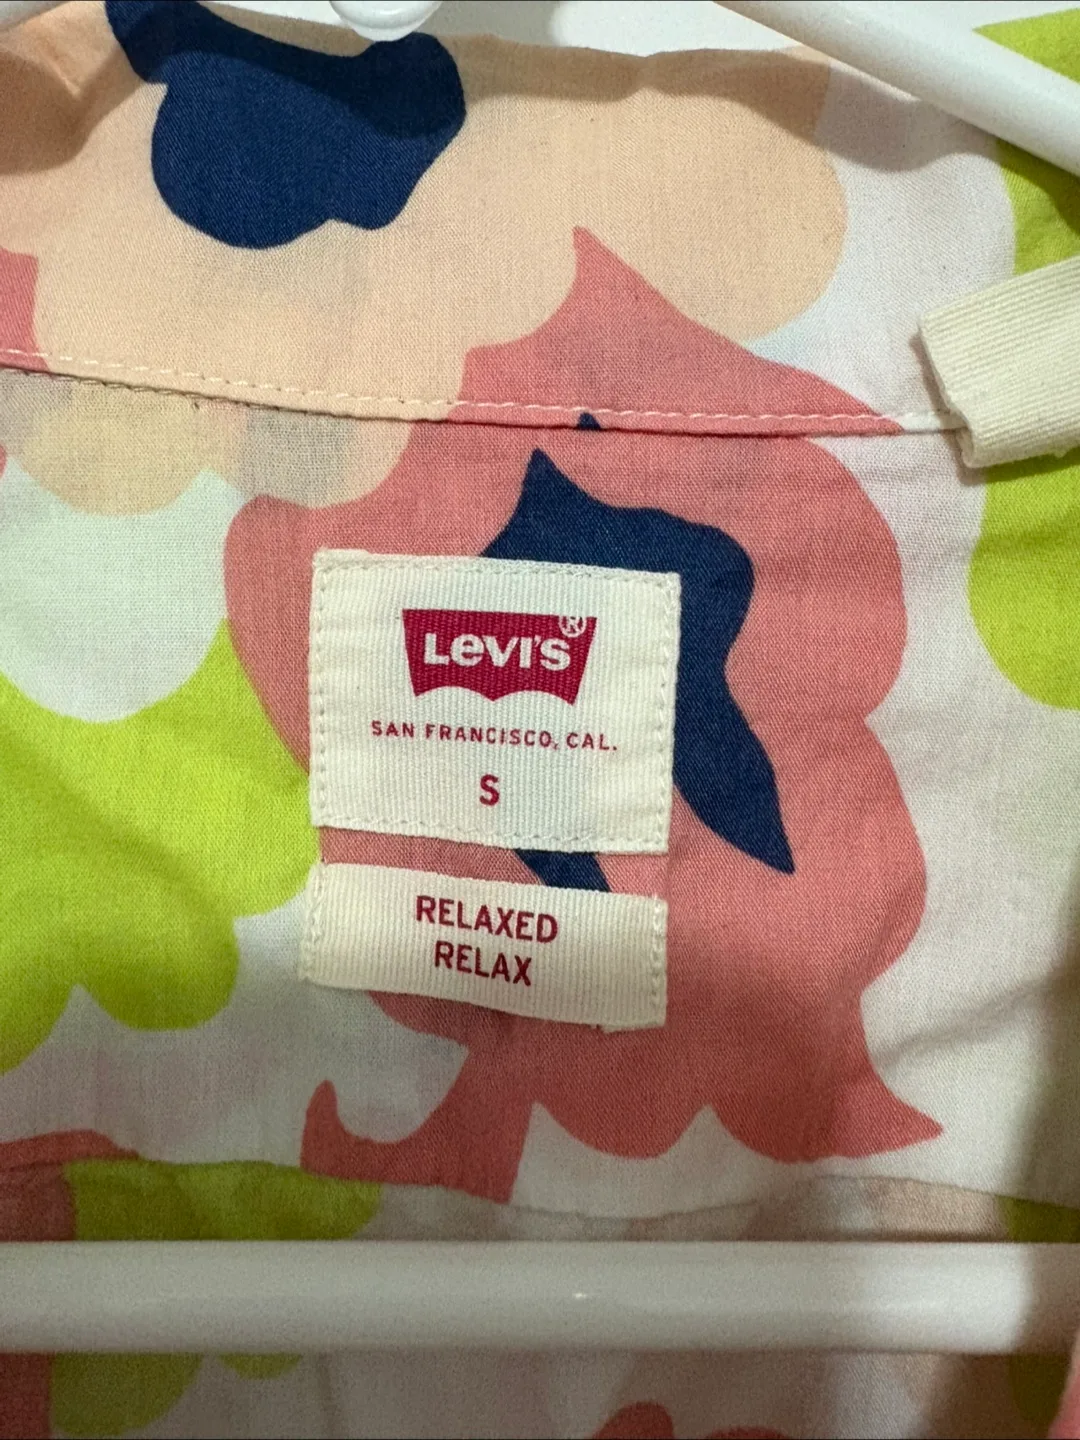 Levi's®
SAN FRANCISCO, CAL.
S
RELAXED
RELAX